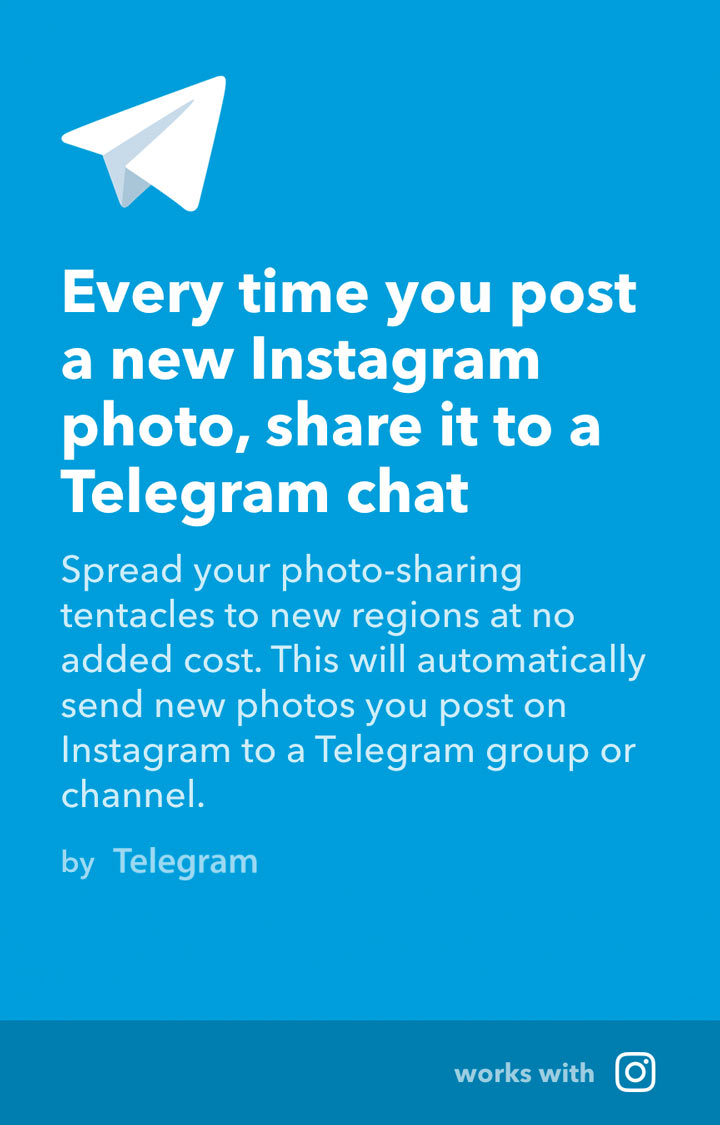 Every time you post
a new Instagram
photo, share it to a
Telegram chat
Spread your photo-sharing
tentacles to new regions at no
added cost. This will automatically
send new photos you post on
Instagram to a Telegram group or
channel.
by Telegram
works with